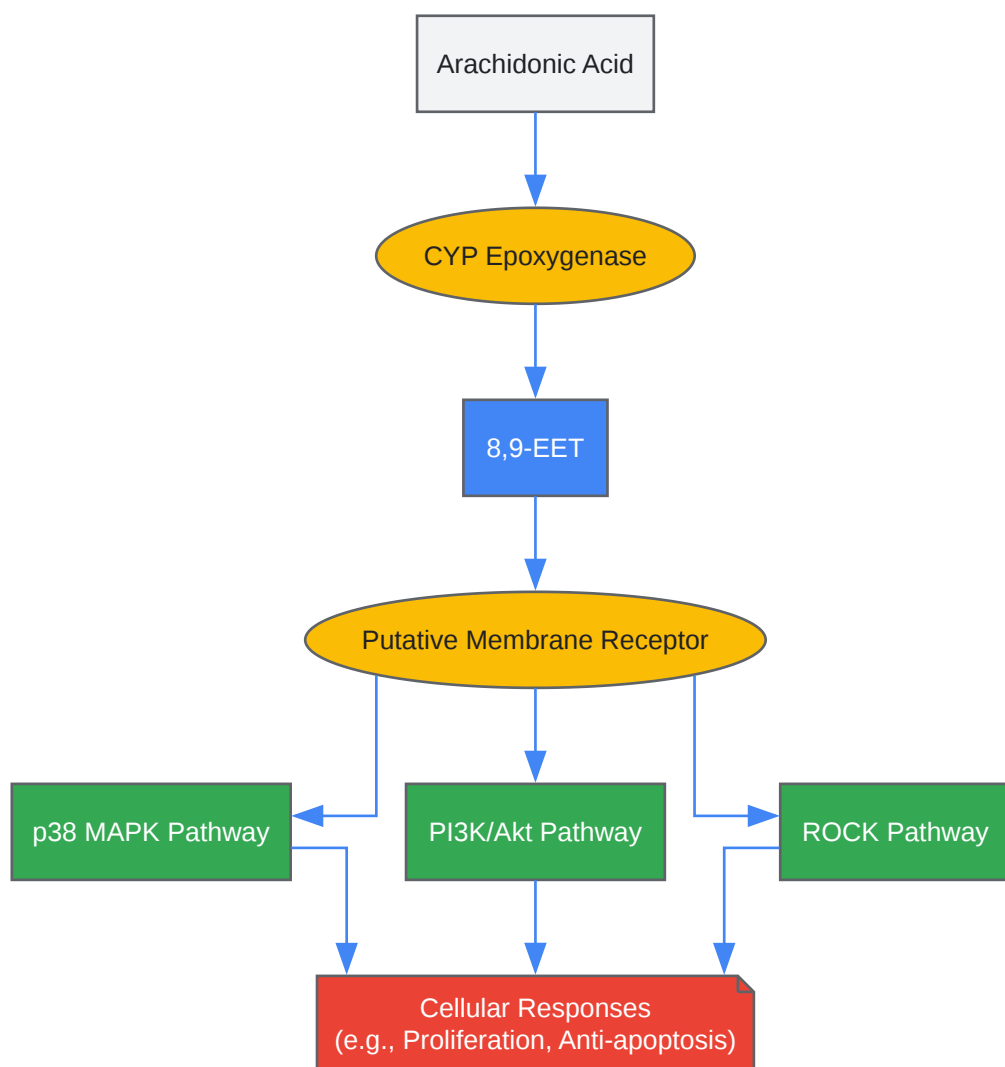 Arachidonic Acid
CYP Epoxygenase
8,9-EET
Putative Membrane Receptor
p38 MAPK Pathway
PI3K/Akt Pathway
ROCK Pathway
Cellular Responses
(e.g., Proliferation, Anti-apoptosis)